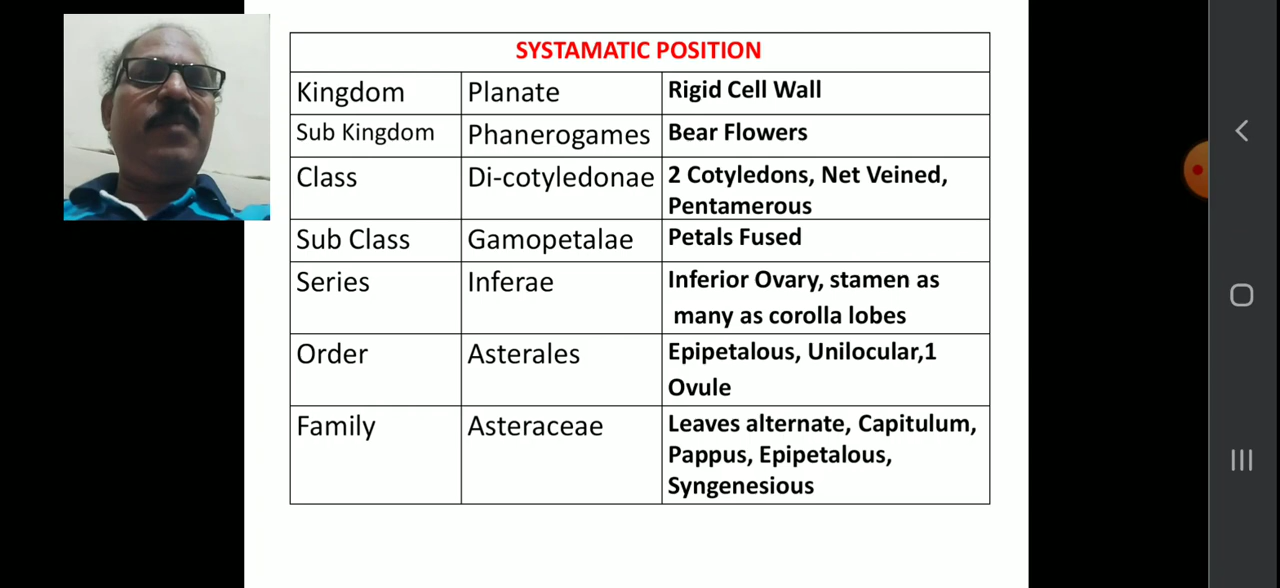 SYSTAMATIC POSITION
Kingdom Planate Rigid Cell Wall
Sub Kingdom Phanerogames Bear Flowers
Class Di-cotyledonae 2 Cotyledons, Net Veined,
Pentamerous
Sub Class Gamopetalae Petals Fused
Series Inferae Inferior Ovary, stamen as
many as corolla lobes
Order Asterales Epipetalous, Unilocular,1
Ovule
Family Asteraceae Leaves alternate, Capitulum,
Pappus, Epipetalous,
Syngenesious